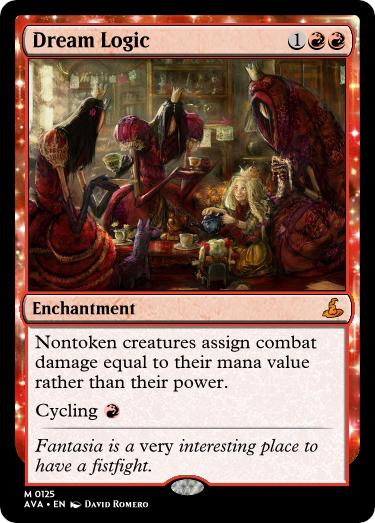 Dream Logic 1
Enchantment
Nontoken creatures assign combat
damage equal to their mana value
rather than their power.
Cycling
Fantasia is a very interesting place to
have a fistfight.
M 0125
AVA • EN David Romero